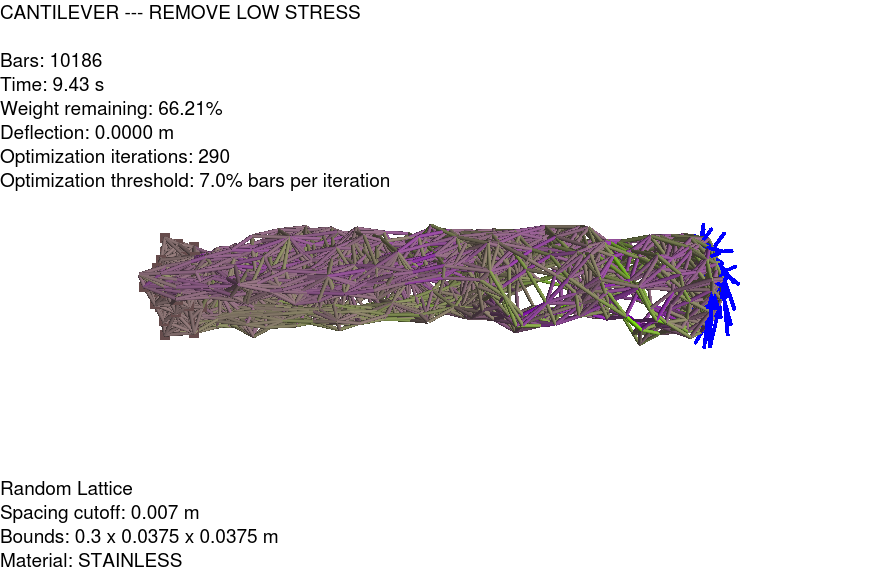 CANTILEVER --- REMOVE LOW STRESS
Bars: 10186
Time: 9.43 s
Weight remaining: 66.21%
Deflection: 0.0000 m
Optimization iterations: 290
Optimization threshold: 7.0% bars per iteration
Random Lattice
Spacing cutoff: 0.007 m
Bounds: 0.3 x 0.0375 x 0.0375 m
Material: STAINLESS